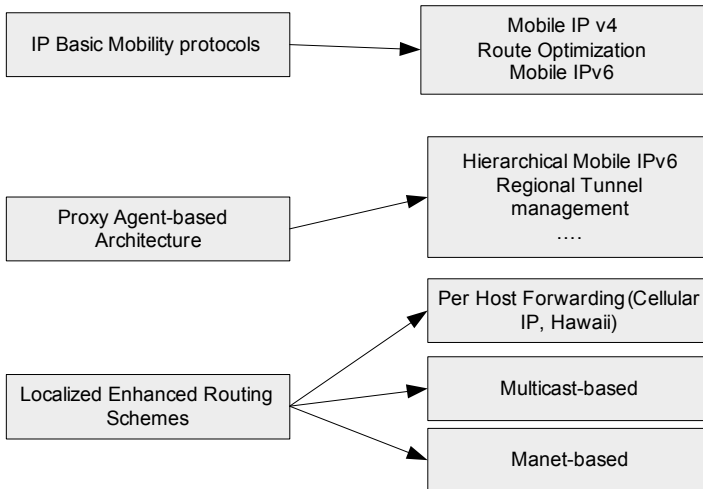 IP Basic Mobility protocols
Mobile IP v4
Route Optimization
Mobile IPv6
Proxy Agent-based
Architecture
Hierarchical Mobile IPv6
Regional Tunnel
management
....
Localized Enhanced Routing
Schemes
Per Host Forwarding(Cellular
IP, Hawaii)
Multicast-based
Manet-based